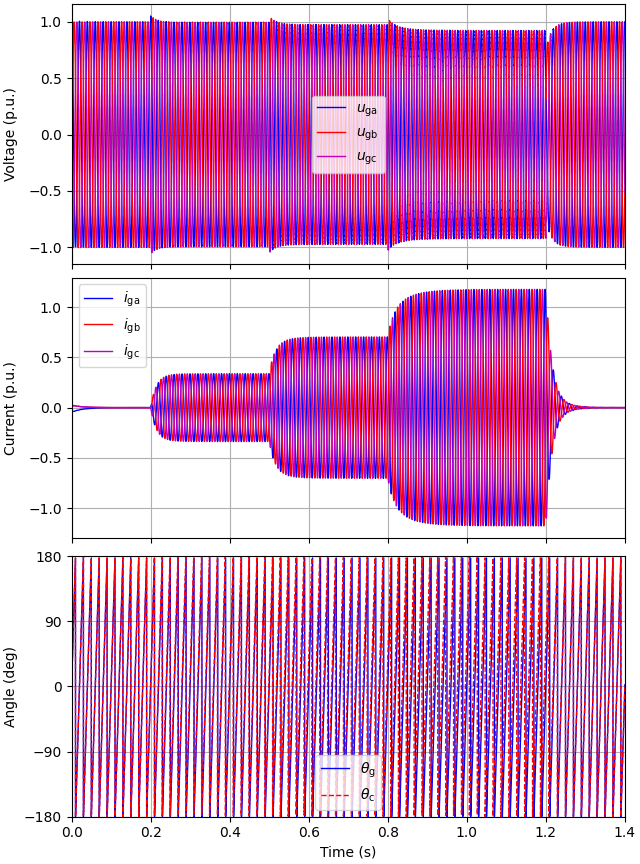 1.0
0.5
0.0
−0.5
−1.0
Voltage (p.u.)
u_ga
u_gb
u_gc
1.0
0.5
0.0
−0.5
−1.0
Current (p.u.)
i_ga
i_gb
i_gc
180
90
0
−90
−180
Angle (deg)
θ_g
θ_c
0.0 0.2 0.4 0.6 0.8 1.0 1.2 1.4
Time (s)